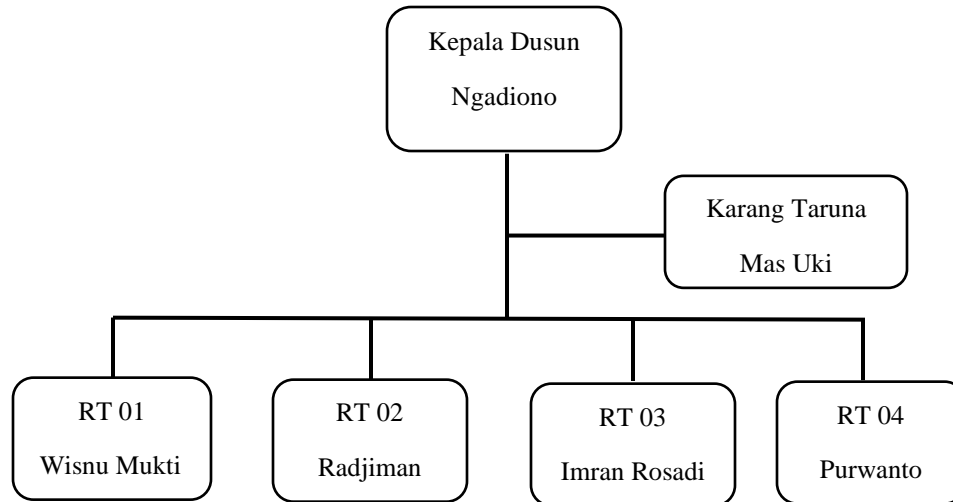 Kepala Dusun
Ngadiono
Karang Taruna
Mas Uki
RT 01
Wisnu Mukti
RT 02
Radjiman
RT 03
Imran Rosadi
RT 04
Purwanto